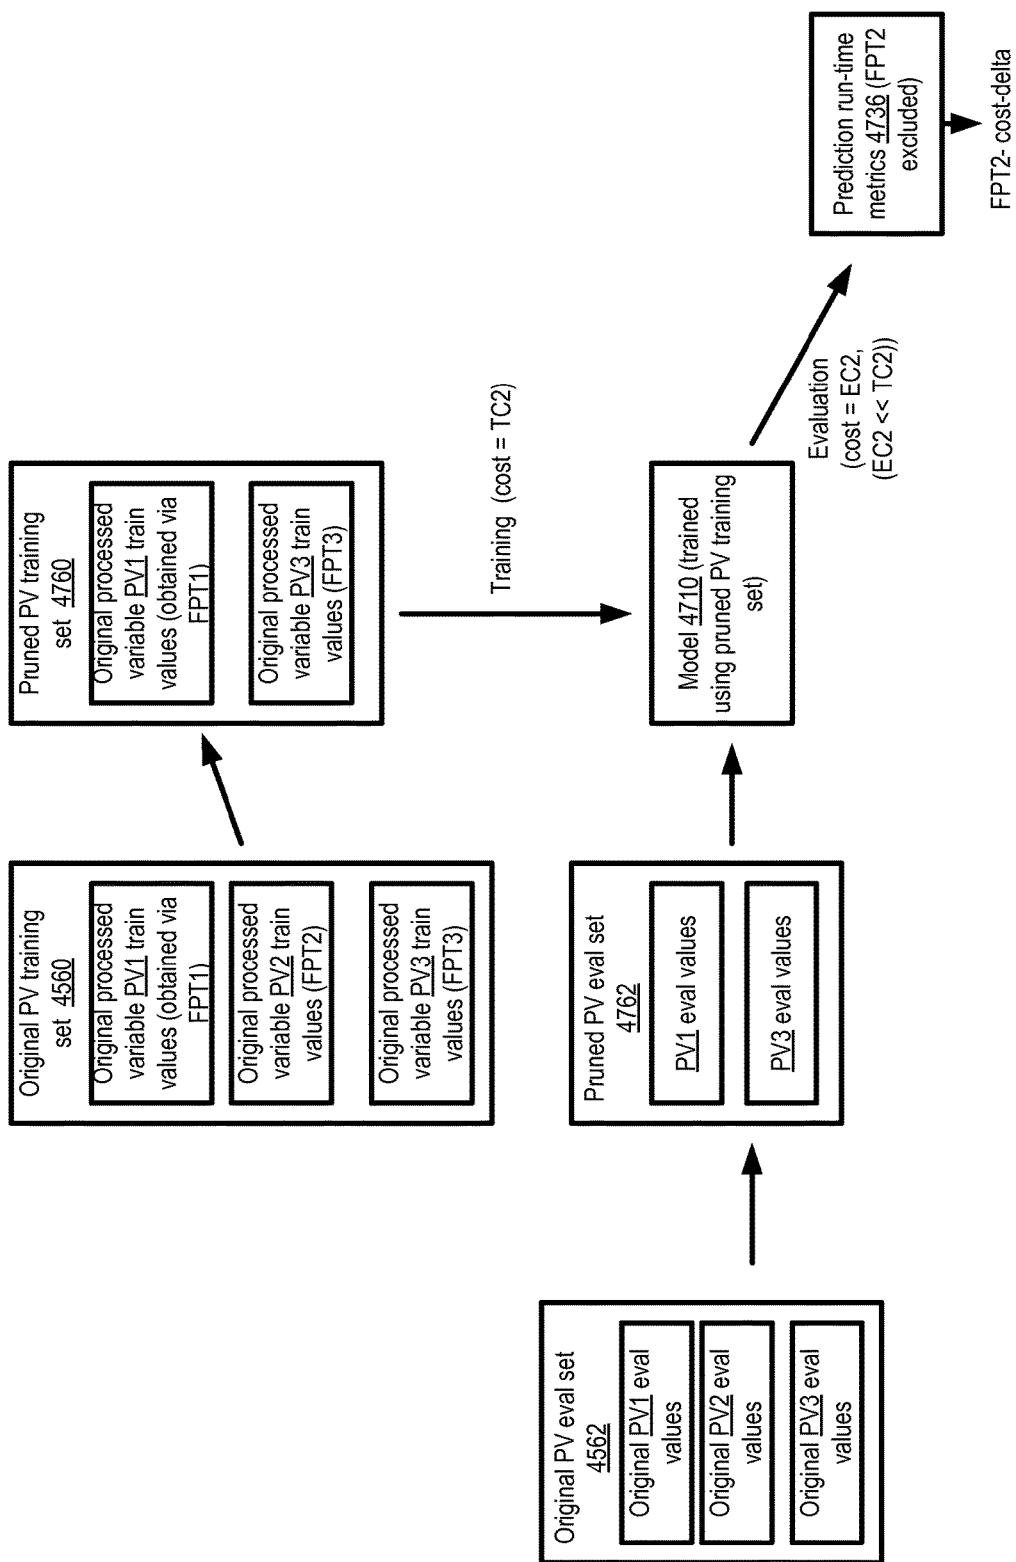 Original PV training
set 4560
Original processed
variable PV1 train
values (obtained via
FPT1)
Original processed
variable PV2 train
values (FPT2)
Original processed
variable PV3 train
values (FPT3)
Pruned PV training
set 4760
Original processed
variable PV1 train
values (obtained via
FPT1)
Original processed
variable PV3 train
values (FPT3)
Training (cost = TC2)
Original PV eval set
4562
Original PV1 eval
values
Original PV2 eval
values
Original PV3 eval
values
Pruned PV eval set
4762
PV1 eval values
PV3 eval values
Model 4710 (trained
using pruned PV training
set)
Evaluation
(cost = EC2,
(EC2 << TC2))
Prediction run-time
metrics 4736 (FPT2
excluded)
FPT2- cost-delta